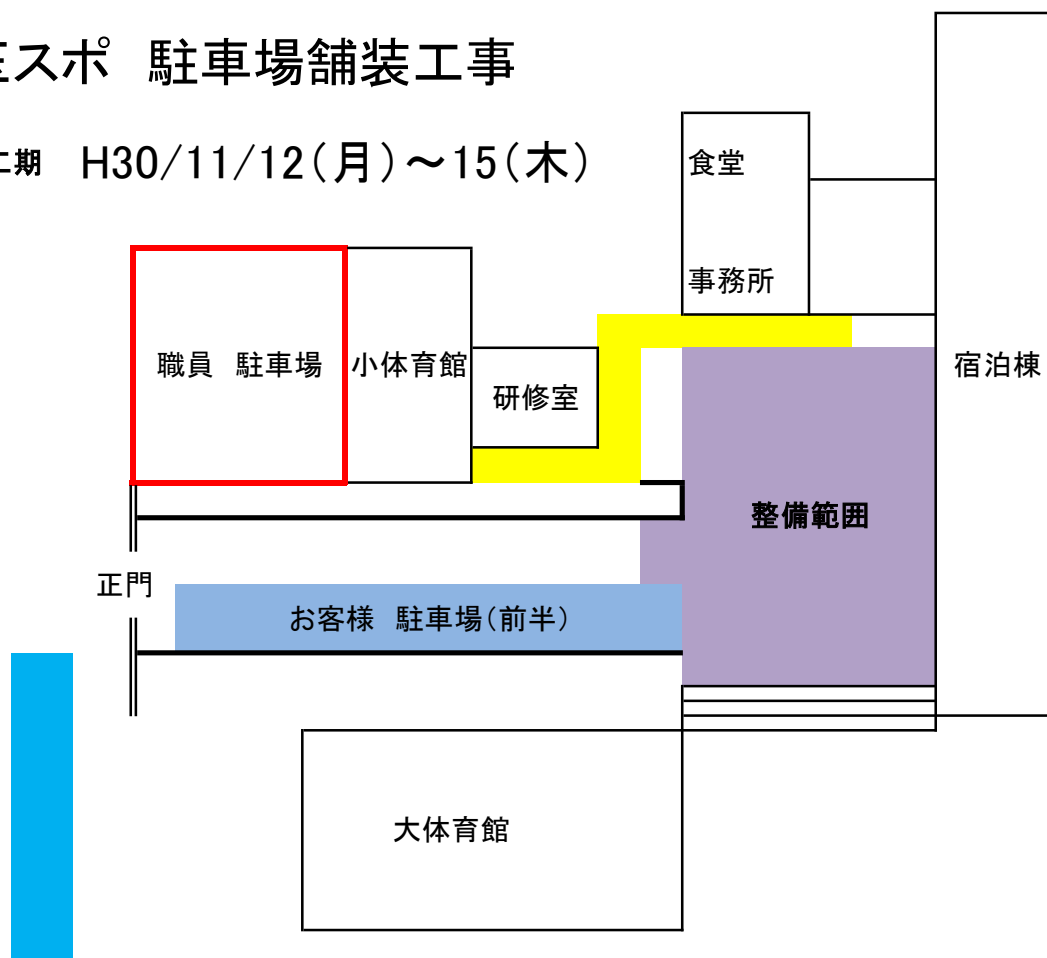 スポ 駐車場舗装工事
期 H30/11/12(月)～15(木)
食堂
事務所
職員 駐車場
小体育館
研修室
宿泊棟
整備範囲
正門
お客様 駐車場(前半)
大体育館